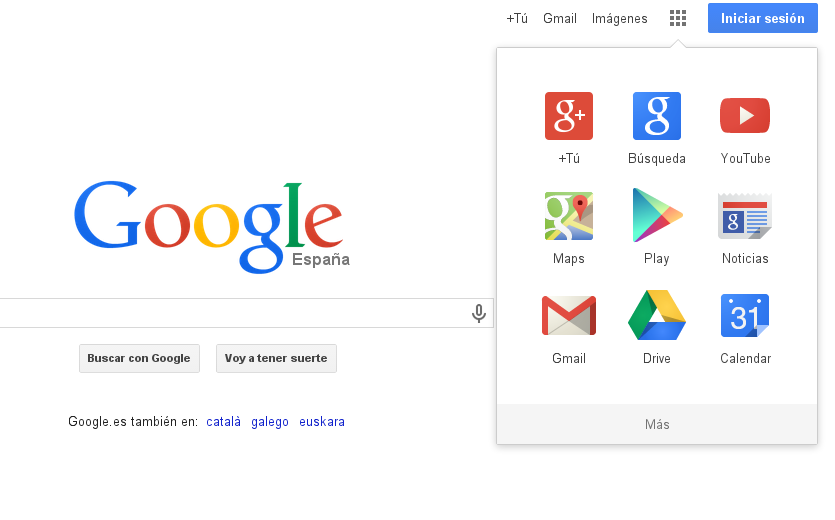 +Tú Gmail Imágenes Iniciar sesión
g+ g
+Tú Búsqueda YouTube
g g
Maps Play Noticias
31
Gmail Drive Calendar
Más
Google
España
Buscar con Google Voy a tener suerte
Google.es también en: català galego euskara